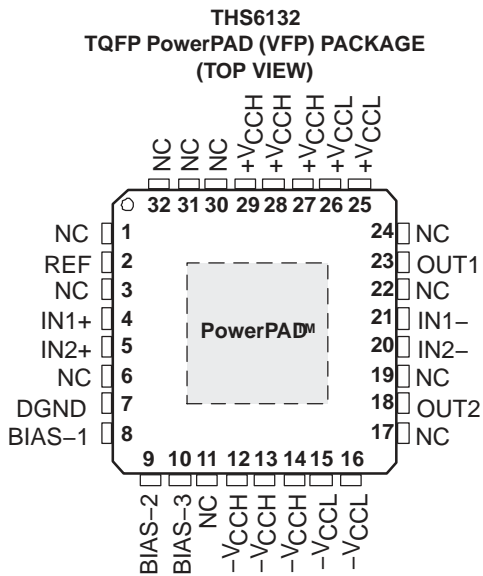 THS6132
TQFP PowerPAD (VFP) PACKAGE
(TOP VIEW)
NC
NC
NC
+VCCH
+VCCH
+VCCH
+VCCL
+VCCL
32 31 30 29 28 27 26 25
NC 1
REF 2
NC 3
IN1+ 4
IN2+ 5
NC 6
DGND 7
BIAS–1 8
24 NC
23 OUT1
22 NC
21 IN1–
20 IN2–
19 NC
18 OUT2
17 NC
PowerPAD™
9 10 11 12 13 14 15 16
BIAS–2
BIAS–3
NC
–VCCH
–VCCH
–VCCH
–VCCL
–VCCL